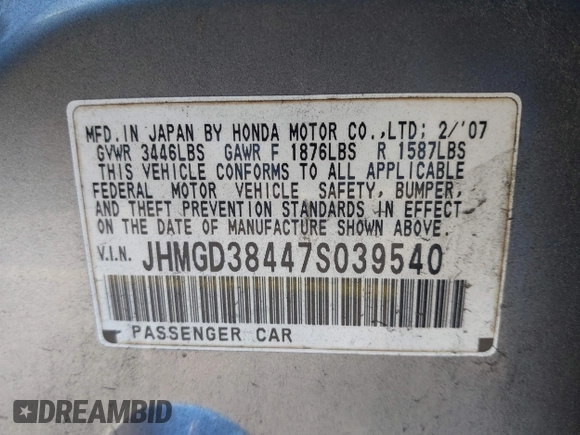 MFD. IN JAPAN BY HONDA MOTOR CO.,LTD; 2/'07
GVWR 3446LBS GAWR F 1876LBS R 1587LBS
THIS VEHICLE CONFORMS TO ALL APPLICABLE
FEDERAL MOTOR VEHICLE SAFETY, BUMPER,
AND THEFT PREVENTION STANDARDS IN EFFECT
ON THE DATE OF MANUFACTURE SHOWN ABOVE.
V.I.N. JHMGD38447S039540
PASSENGER CAR
DREAMBID